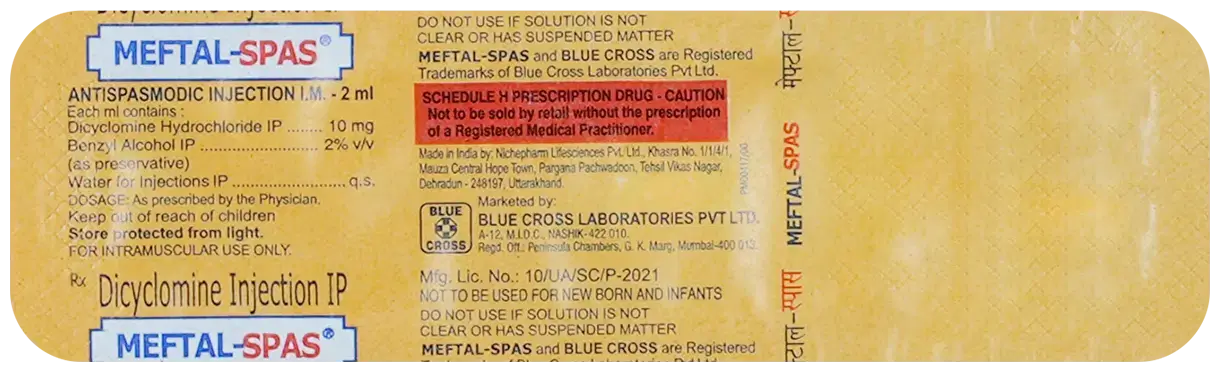 Dicyclomine Injection IP
MEFTAL-SPAS®
ANTISPASMODIC INJECTION I.M. - 2 ml
Each ml contains :
Dicyclomine Hydrochloride IP ........ 10 mg
Benzyl Alcohol IP .......................... 2% v/v
(as preservative)
Water for Injections IP ......................... q.s.
DOSAGE: As prescribed by the Physician.
Keep out of reach of children
Store protected from light.
FOR INTRAMUSCULAR USE ONLY.
Rx Dicyclomine Injection IP
MEFTAL-SPAS®
DO NOT USE IF SOLUTION IS NOT
CLEAR OR HAS SUSPENDED MATTER
MEFTAL-SPAS and BLUE CROSS are Registered
Trademarks of Blue Cross Laboratories Pvt Ltd.
SCHEDULE H PRESCRIPTION DRUG - CAUTION
Not to be sold by retail without the prescription
of a Registered Medical Practitioner.
Made in India by: Nichepharm Lifesciences Pvt. Ltd., Khasra No. 1/1/4/1,
Mauza Central Hope Town, Pargana Pachwadoon, Tehsil Vikas Nagar,
Dehradun - 248197, Uttarakhand.
Marketed by:
BLUE CROSS
BLUE CROSS LABORATORIES PVT LTD.
A-12, M.I.D.C., NASHIK-422 010.
Regd. Off.: Peninsula Chambers, G. K. Marg, Mumbai-400 013.
Mfg. Lic. No.: 10/UA/SC/P-2021
NOT TO BE USED FOR NEW BORN AND INFANTS
DO NOT USE IF SOLUTION IS NOT
CLEAR OR HAS SUSPENDED MATTER
MEFTAL-SPAS and BLUE CROSS are Registered
मेफ्टाल-
MEFTAL-SPAS
-स्पास